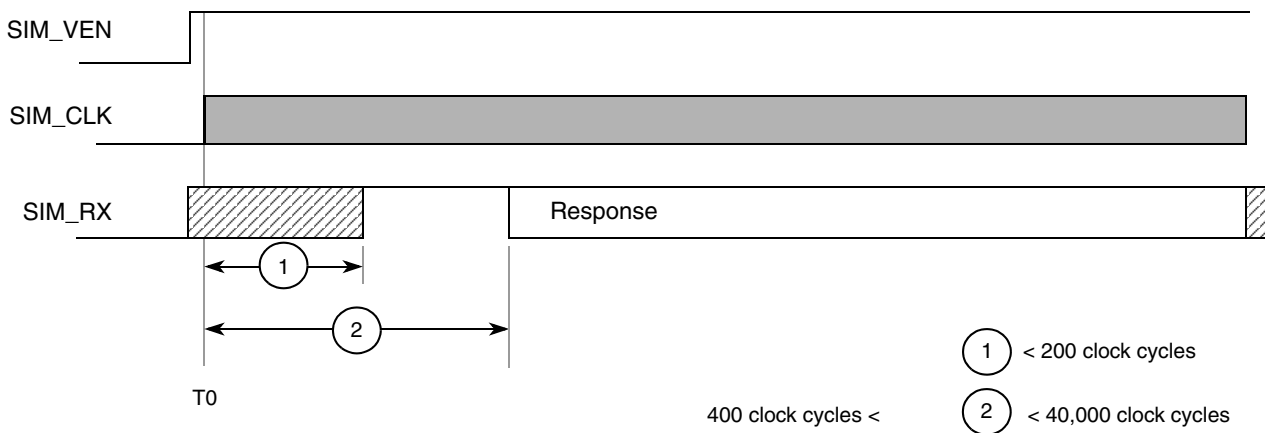 SIM_VEN
SIM_CLK
SIM_RX
Response
1
2
T0
1 < 200 clock cycles
400 clock cycles < 2 < 40,000 clock cycles